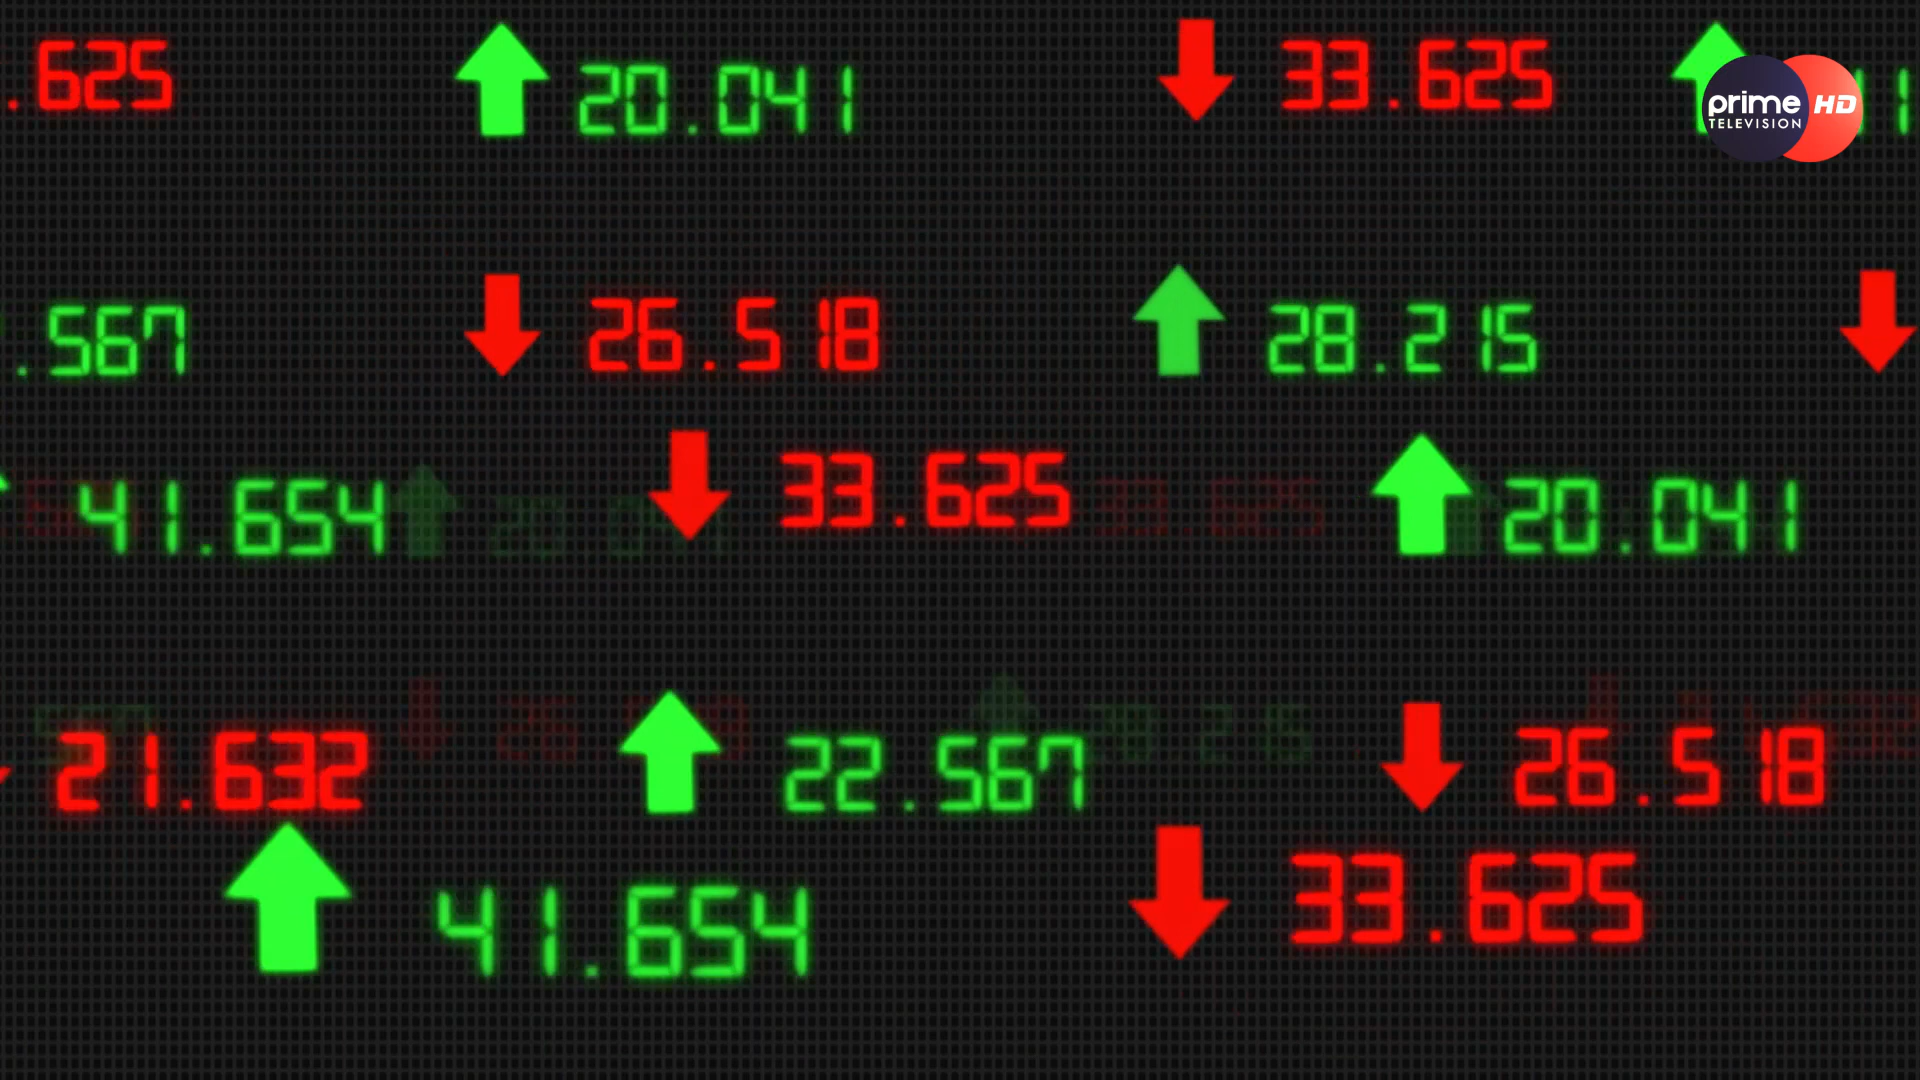 .625 20.041 33.625 11
prime HD
TELEVISION
.567 26.518 28.215
41.654 33.625 20.041
21.632 22.567 26.518
41.654 33.625